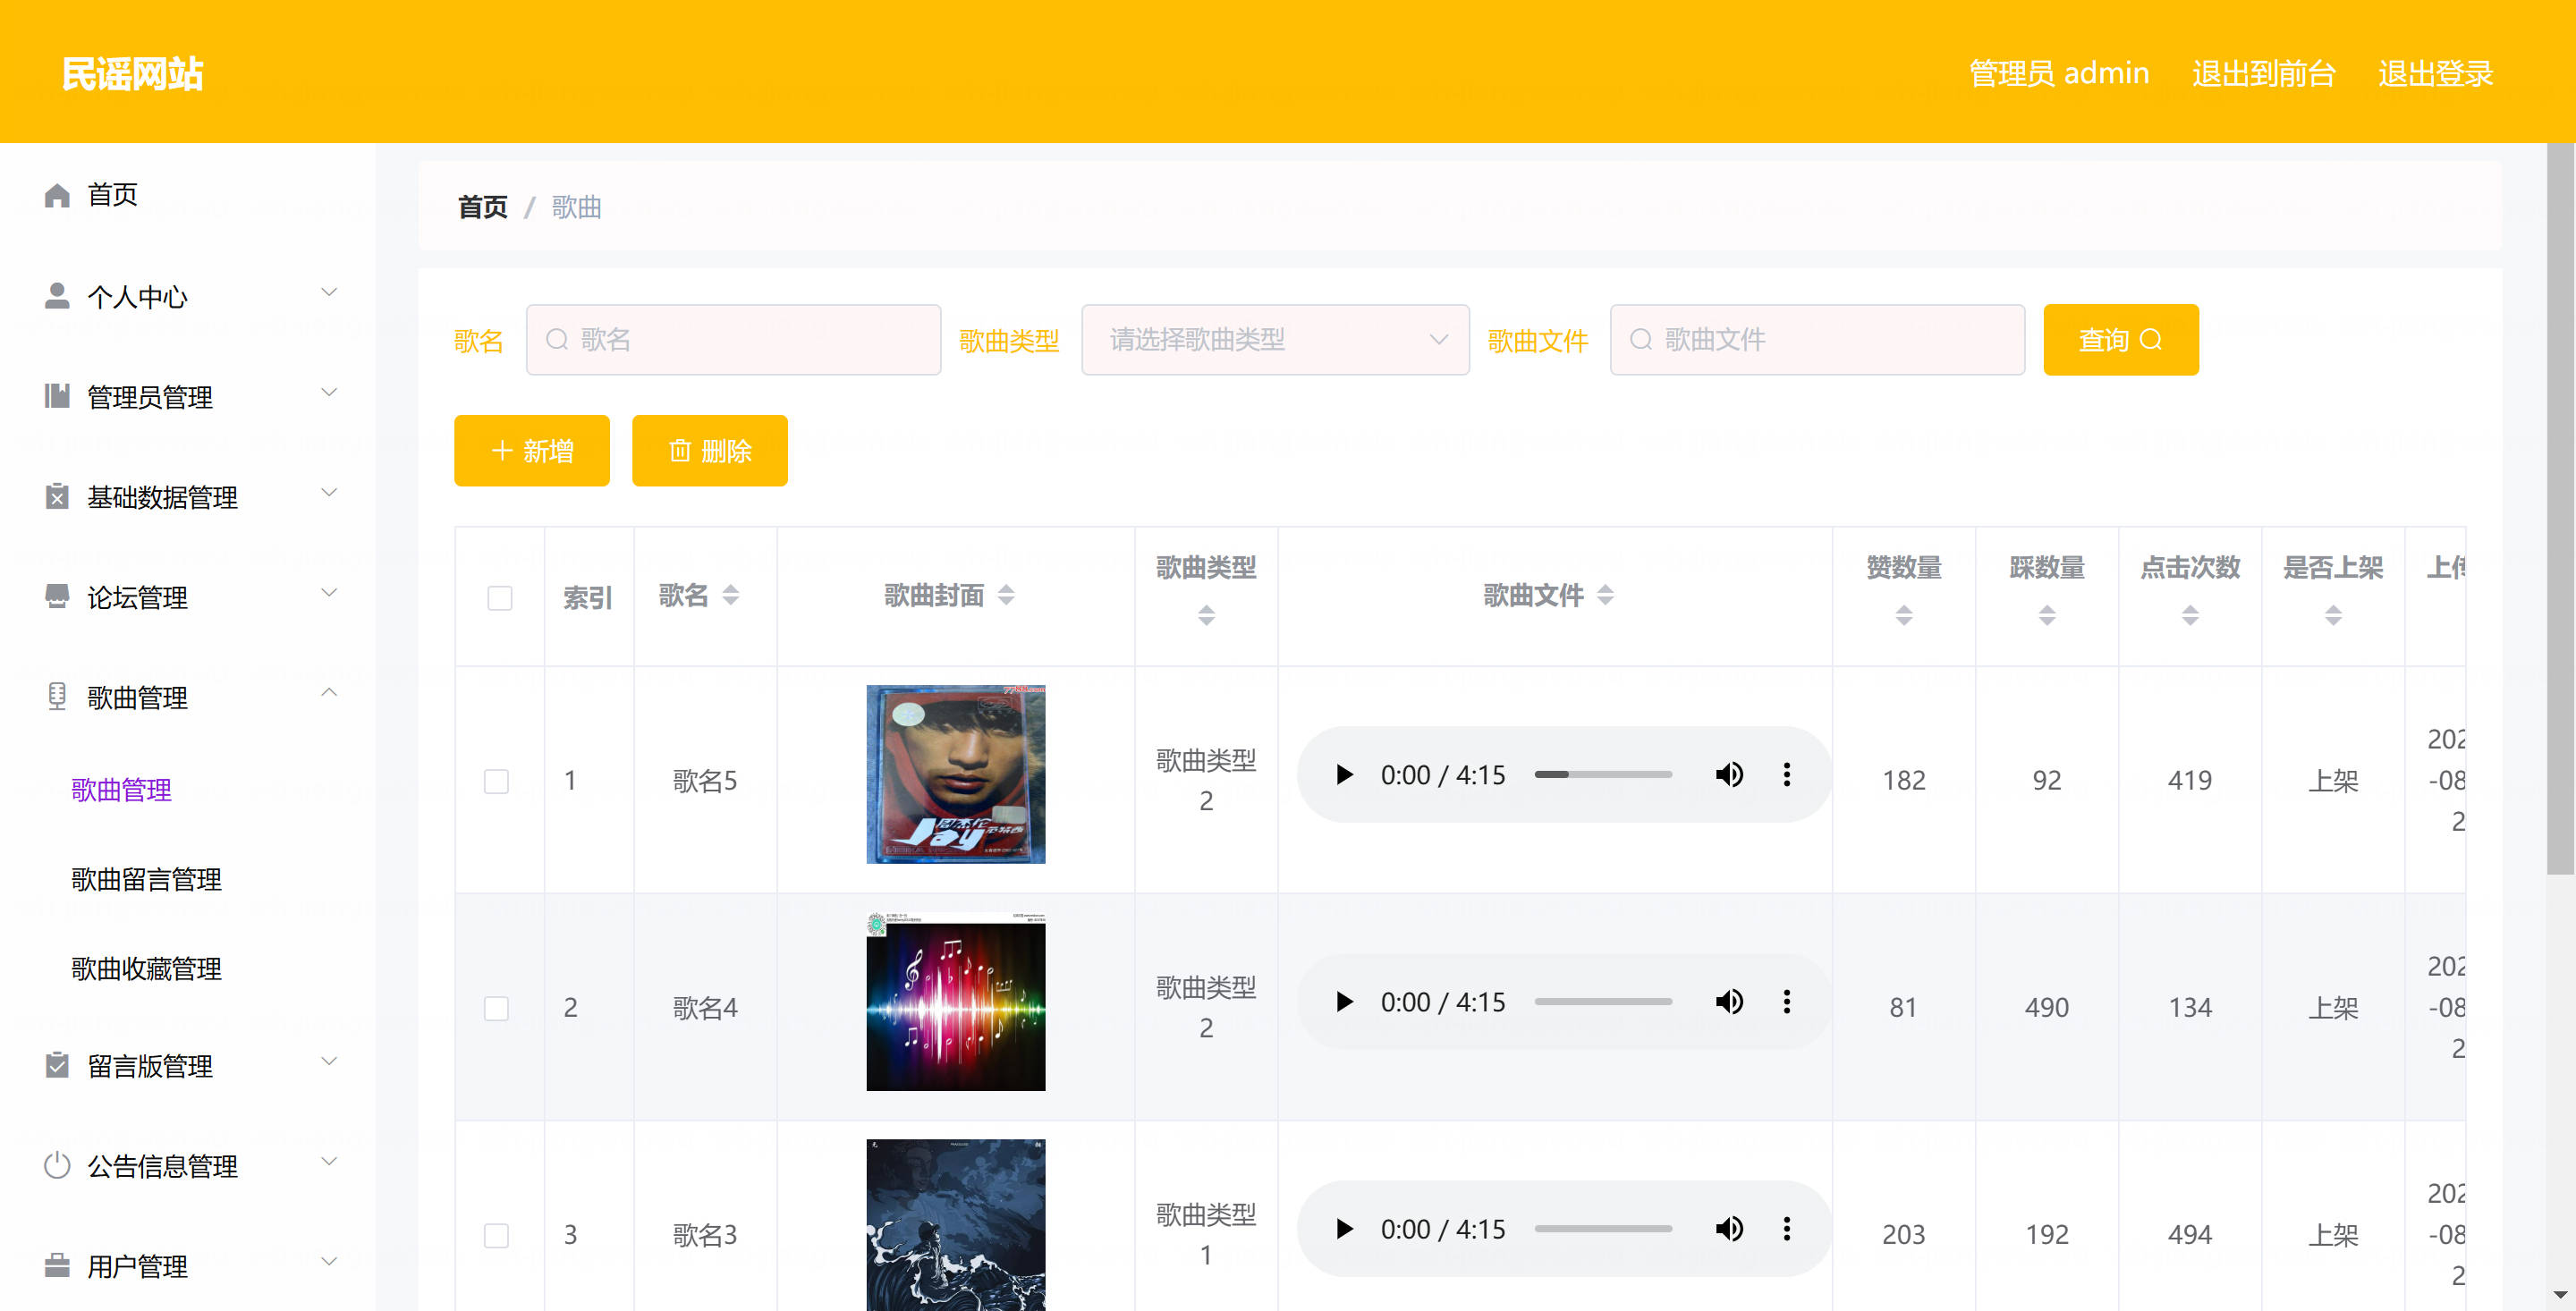 民谣网站
管理员 admin
退出到前台
退出登录
首页
个人中心
管理员管理
基础数据管理
论坛管理
歌曲管理
歌曲管理
歌曲留言管理
歌曲收藏管理
留言版管理
公告信息管理
用户管理
首页 / 歌曲
歌名
歌名
歌曲类型
请选择歌曲类型
歌曲文件
歌曲文件
查询
新增
删除
索引
歌名
歌曲封面
歌曲类型
歌曲文件
赞数量
踩数量
点击次数
是否上架
上传
1
歌名5
周杰伦
Jay
歌曲类型
2
0:00 / 4:15
182
92
419
上架
202
-08
2
2
歌名4
歌曲类型
2
0:00 / 4:15
81
490
134
上架
202
-08
2
3
歌名3
歌曲类型
1
0:00 / 4:15
203
192
494
上架
202
-08
2